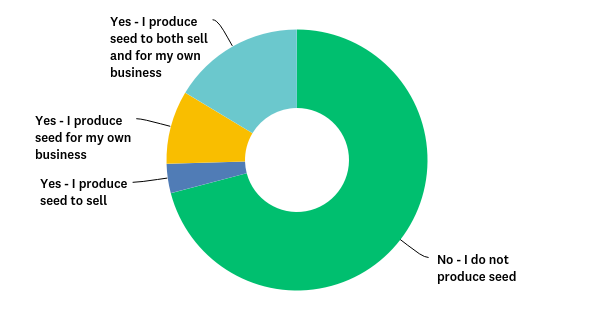 Yes - I produce
seed to both sell
and for my own
business
Yes - I produce
seed for my own
business
Yes - I produce
seed to sell
No - I do not
produce seed